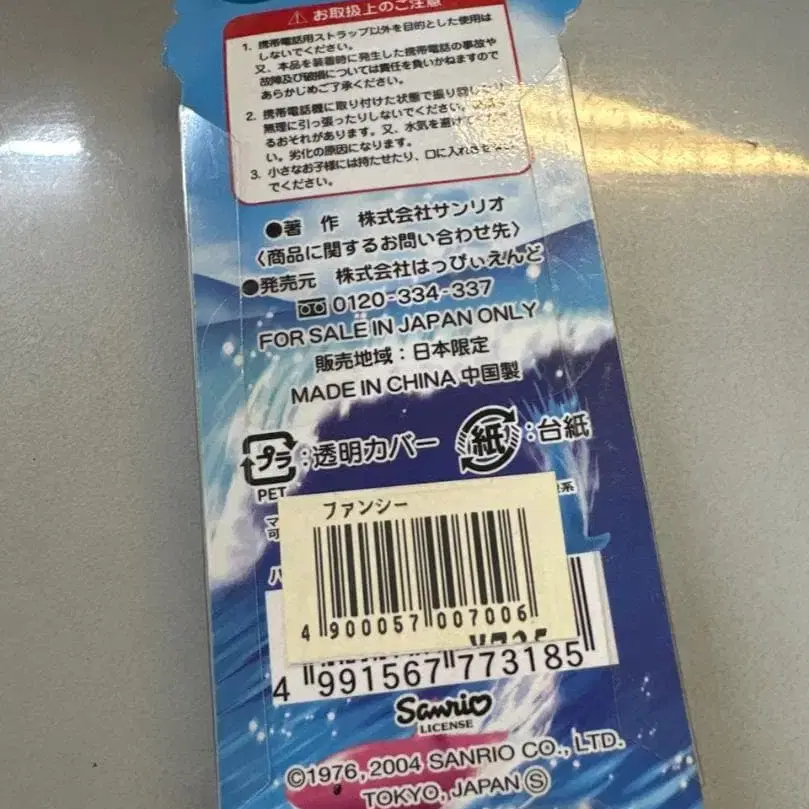 ⚠ お取扱上のご注意
1. 携帯電話用ストラップ以外を目的とした使用は
しないでください。
又、本品を装着時に発生した携帯電話の事故や
故障及び破損については責任を負いかねますので
あらかじめご了承ください。
2. 携帯電話機に取り付けた状態で振り回したり
無理に引っ張ったりしないでください。
るおそれがあります。又、水気を避けて
い。劣化の原因になります。
3. 小さなお子様には持たせたり、口に入れさせ
でください。
●著 作 株式会社サンリオ
〈商品に関するお問い合わせ先〉
●発売元 株式会社はっぴぃえんど
0120-334-337
FOR SALE IN JAPAN ONLY
販売地域：日本限定
MADE IN CHINA 中国製
プラ：透明カバー 紙：台紙
PET
ファンシー
4 900057 007006
4 991567 773185
Sanrio
LICENSE
©1976, 2004 SANRIO CO., LTD.
TOKYO, JAPAN Ⓢ